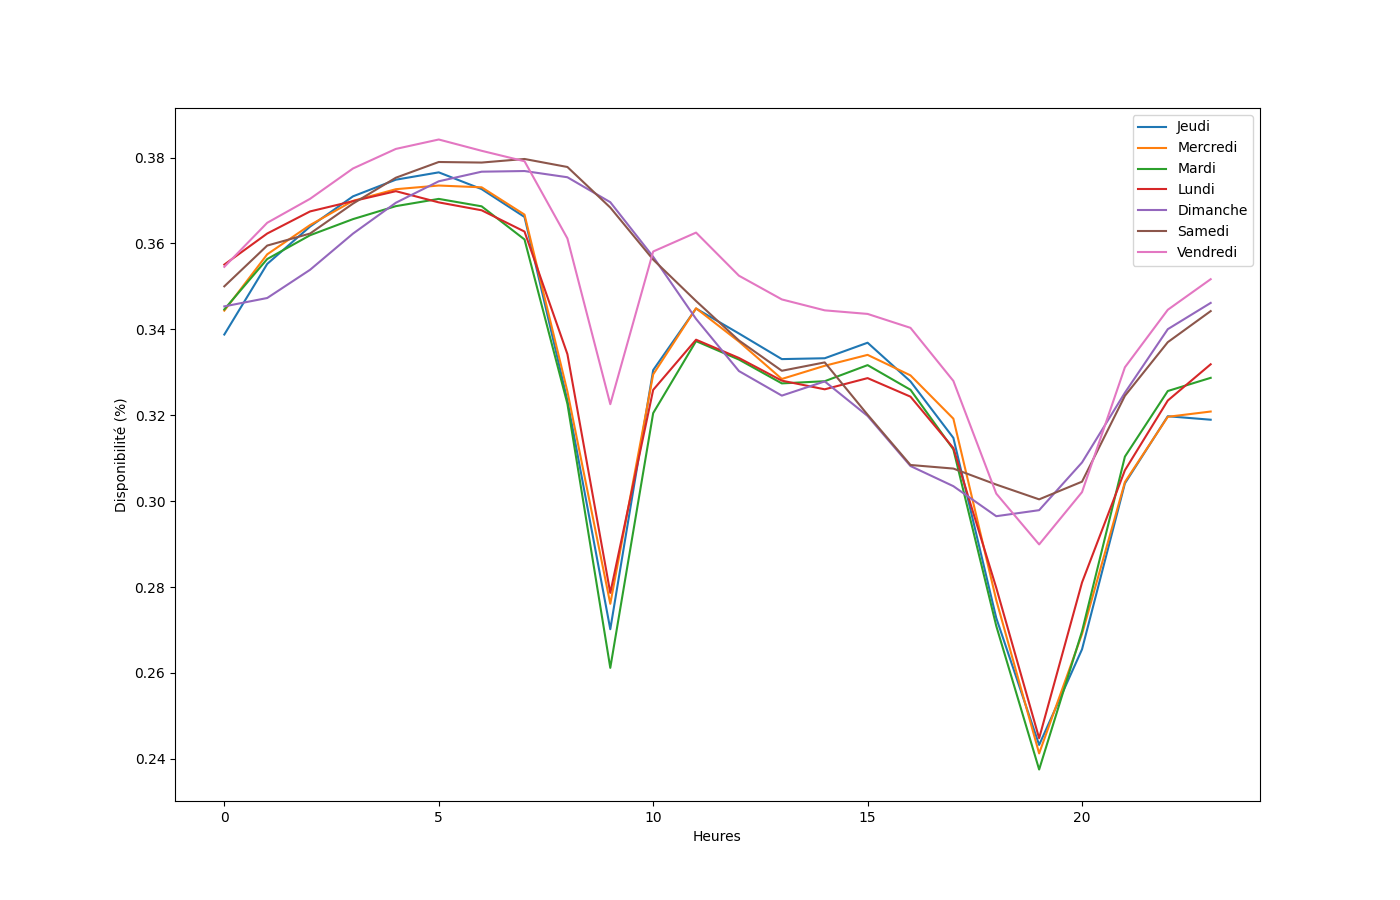 Jeudi
Mercredi
Mardi
Lundi
Dimanche
Samedi
Vendredi
0.38
0.36
0.34
0.32
0.30
0.28
0.26
0.24
Disponibilité (%)
0 5 10 15 20
Heures